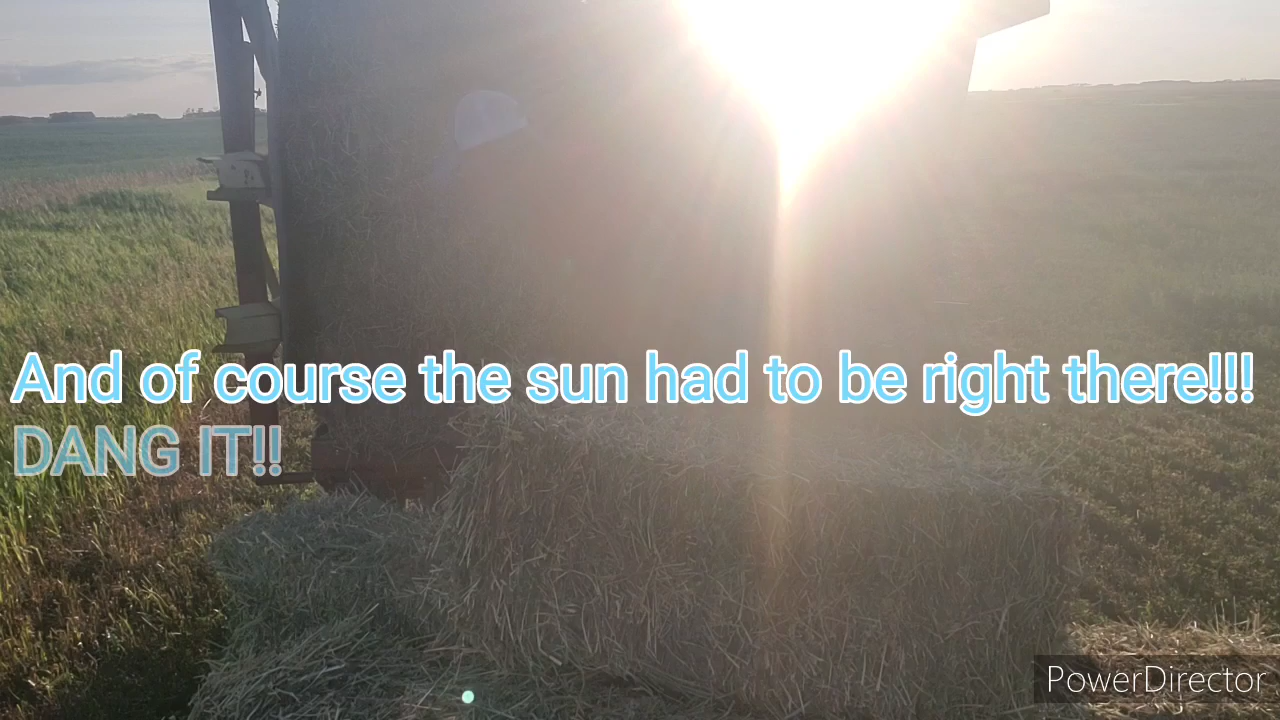 And of course the sun had to be right there!!!
DANG IT!!
PowerDirector